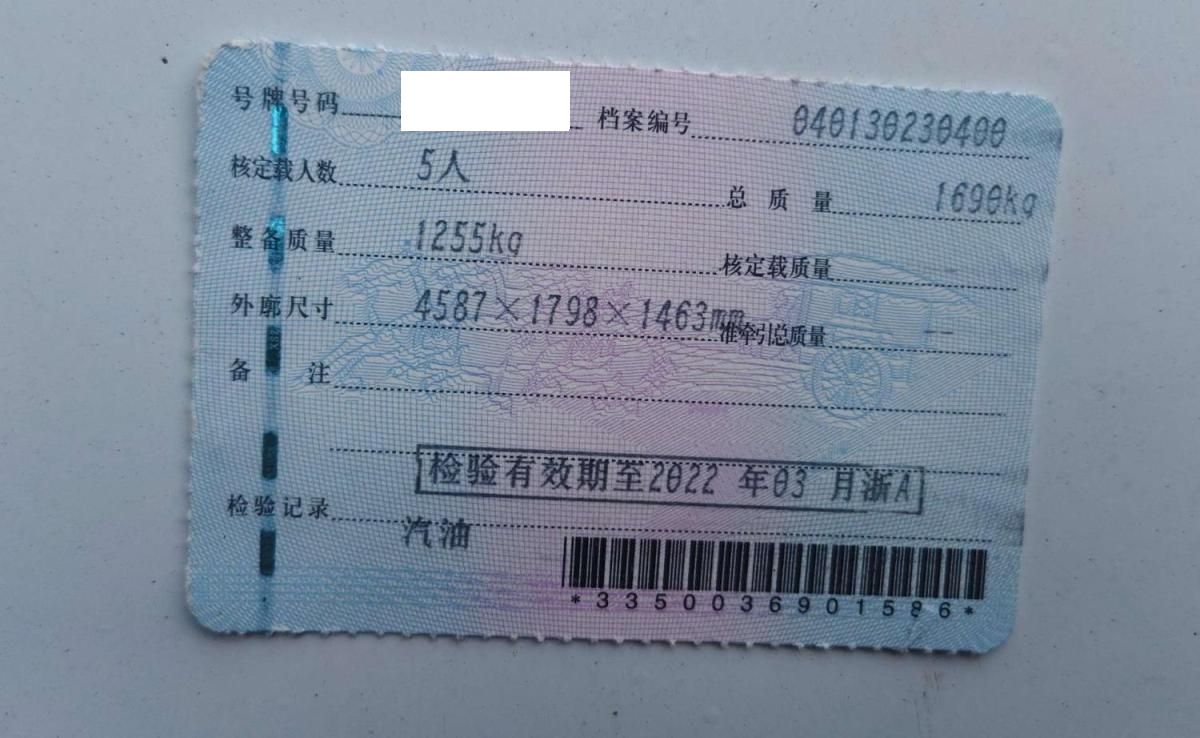 号牌号码 档案编号 040130230400
核定载人数 5人 总质量 1690kg
整备质量 1255kg 核定载质量 --
外廓尺寸 4587×1798×1463mm 准牵引总质量 --
备注
检验有效期至2022年03月浙A
检验记录
汽油
*3350036901586*